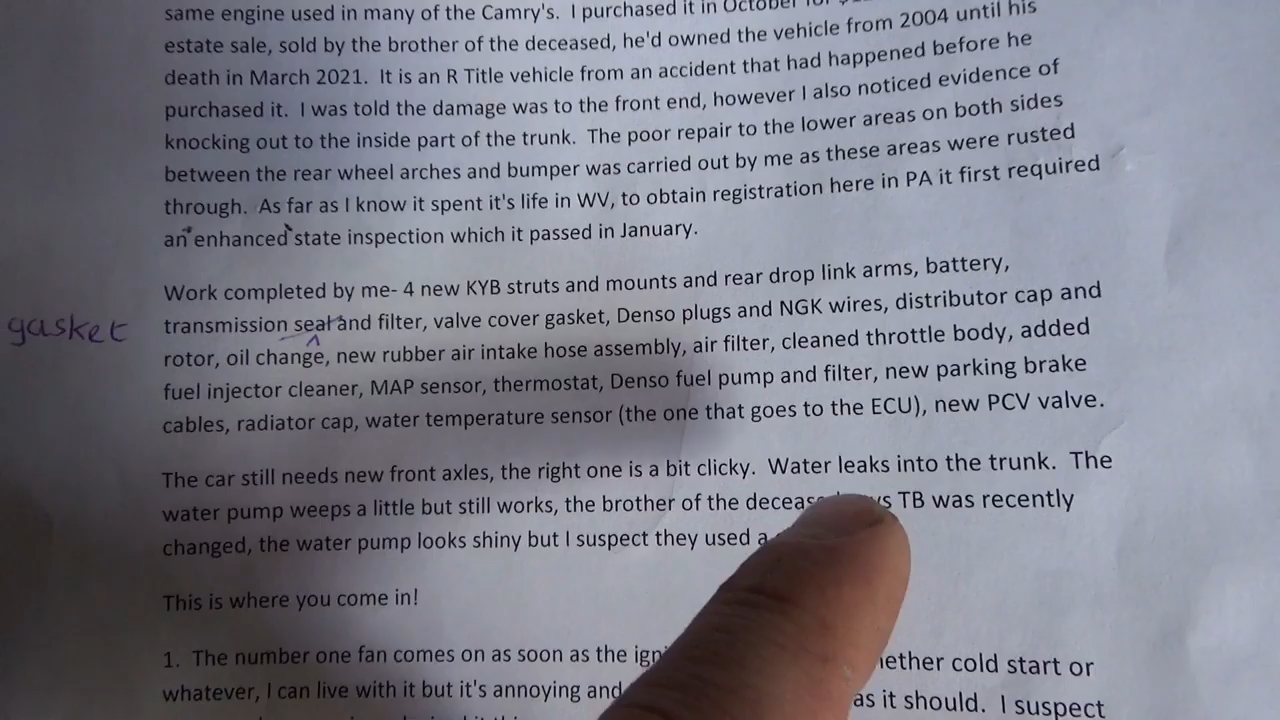 same engine used in many of the Camry's. I purchased it in October for
estate sale, sold by the brother of the deceased, he'd owned the vehicle from 2004 until his
death in March 2021. It is an R Title vehicle from an accident that had happened before he
purchased it. I was told the damage was to the front end, however I also noticed evidence of
knocking out to the inside part of the trunk. The poor repair to the lower areas on both sides
between the rear wheel arches and bumper was carried out by me as these areas were rusted
through. As far as I know it spent it's life in WV, to obtain registration here in PA it first required
an enhanced state inspection which it passed in January.
Work completed by me- 4 new KYB struts and mounts and rear drop link arms, battery,
gasket
transmission seal and filter, valve cover gasket, Denso plugs and NGK wires, distributor cap and
rotor, oil change, new rubber air intake hose assembly, air filter, cleaned throttle body, added
fuel injector cleaner, MAP sensor, thermostat, Denso fuel pump and filter, new parking brake
cables, radiator cap, water temperature sensor (the one that goes to the ECU), new PCV valve.
The car still needs new front axles, the right one is a bit clicky. Water leaks into the trunk. The
water pump weeps a little but still works, the brother of the TB was recently
changed, the water pump looks shiny but I suspect they used a
This is where you come in!
1. The number one fan comes on as soon as the cold start or
whatever, I can live with it but it's annoying and as it should. I suspect